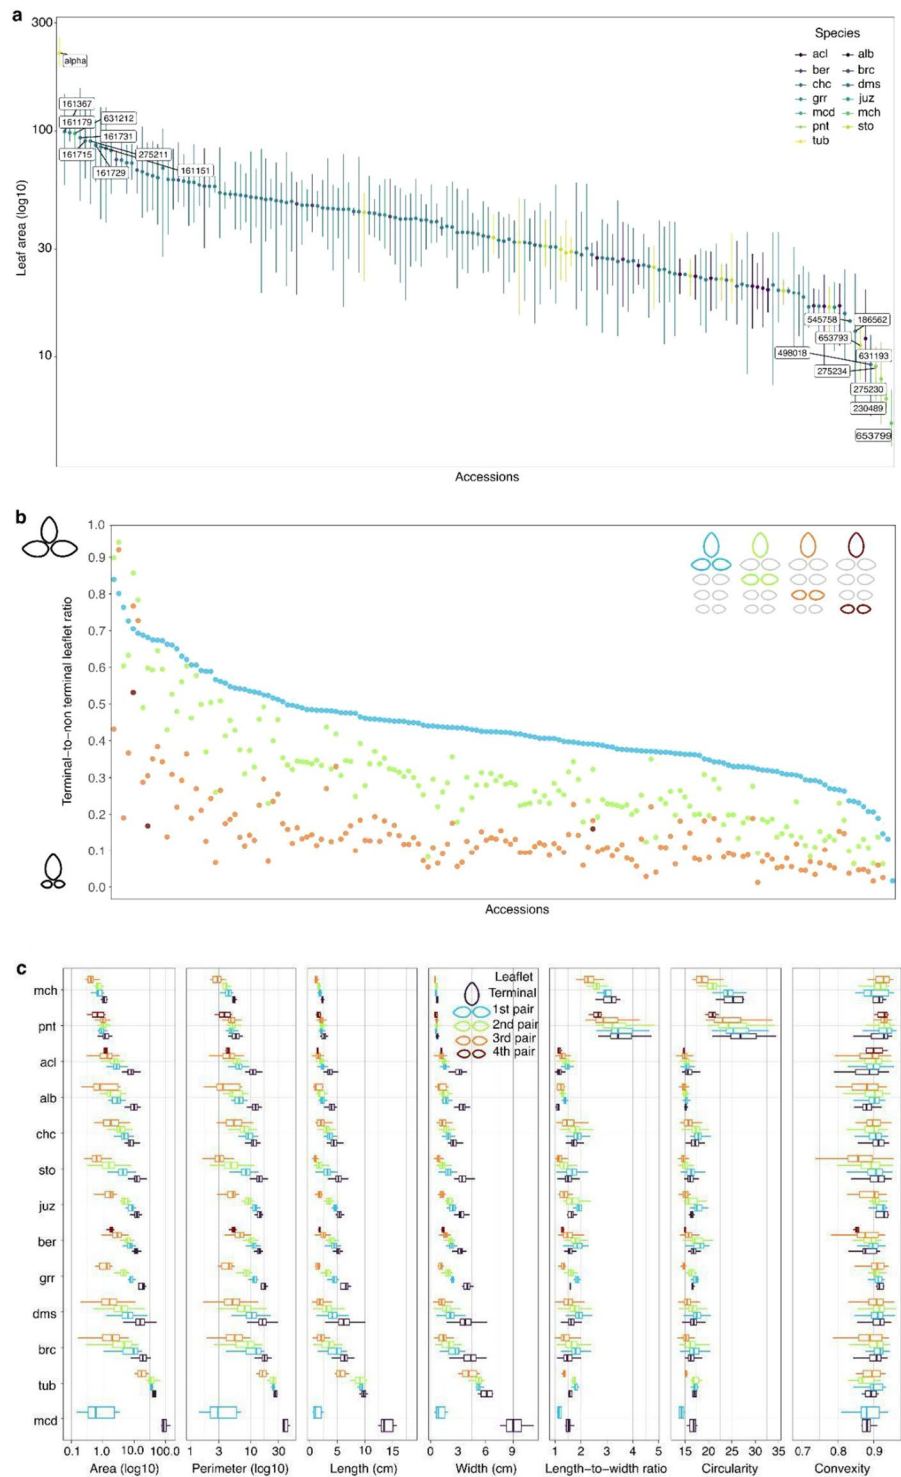 a
300
100
30
10
Leaf area (log10)
Species
acl alb
ber brc
chc dms
grr juz
mcd mch
pnt sto
tub
alpha
161367
161179
631212
161731
161715
275211
161729
161151
545758
186562
653793
498018
631193
275234
275230
230489
653799
Accessions
b
1.0
0.9
0.8
0.7
0.6
0.5
0.4
0.3
0.2
0.1
0.0
Terminal-to-non terminal leaflet ratio
Accessions
c
Leaflet
Terminal
1st pair
2nd pair
3rd pair
4th pair
mch
pnt
acl
alb
chc
sto
juz
ber
grr
dms
brc
tub
mcd
0.1 1.0 10.0 100.0
1 3 10 30
0 5 10 15
0 3 6 9
1 2 3 4 5
15 20 25 30 35
0.7 0.8 0.9
Area (log10) Perimeter (log10) Length (cm) Width (cm) Length-to-width ratio Circularity Convexity